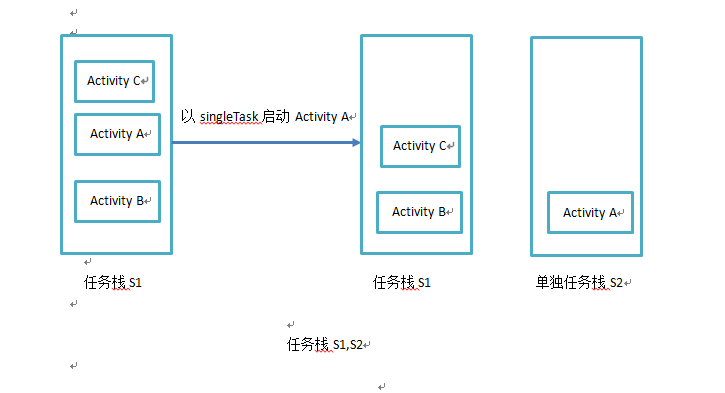 Activity C
Activity A
Activity B
任务栈 S1
以 singleTask 启动 Activity A
Activity C
Activity B
任务栈 S1
Activity A
单独任务栈 S2
任务栈 S1,S2